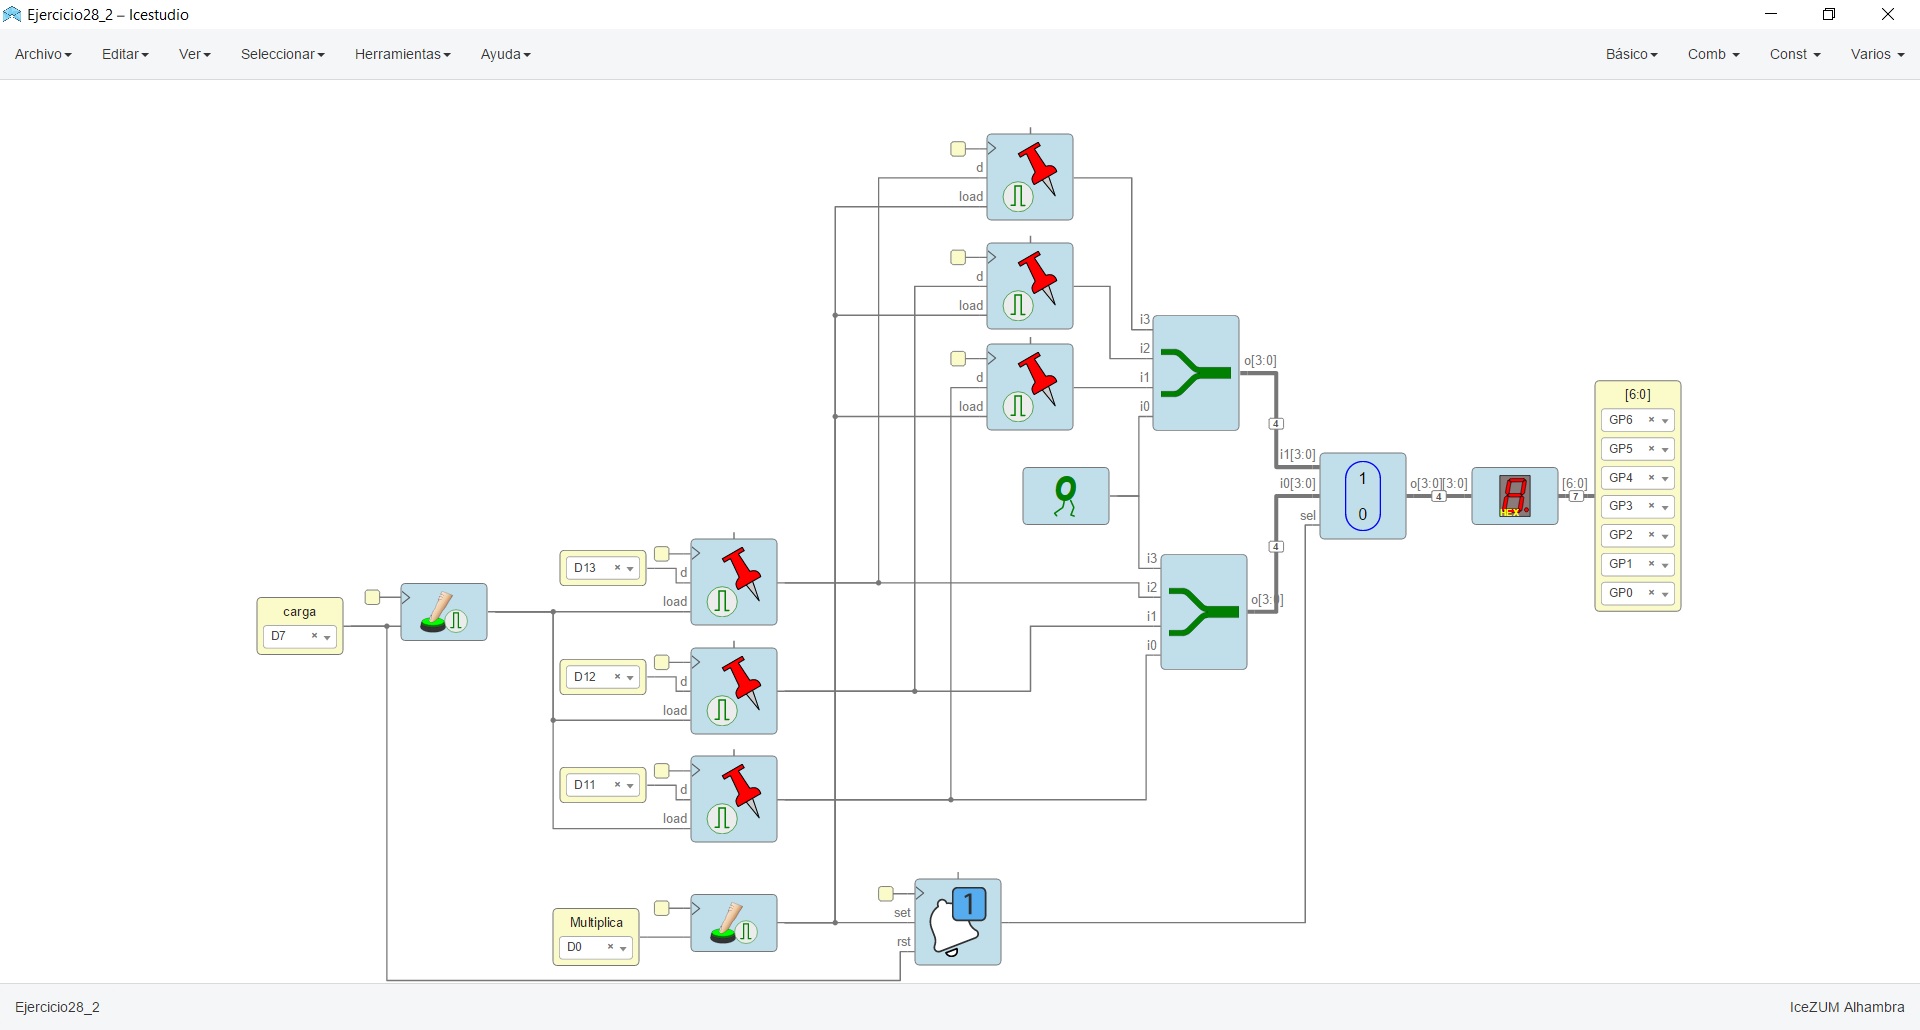 Ejercicio28_2 – Icestudio
Archivo Editar Ver Seleccionar Herramientas Ayuda Básico Comb Const Varios
d
load
d
load
i3
i2
i1
i0
o[3:0]
d
load
4
[6:0]
GP6
GP5
GP4
GP3
GP2
GP1
GP0
i1[3:0]
i0[3:0]
sel
1
0
o[3:0][3:0]
4
HEX
[6:0]
7
0
4
i3
i2
i1
i0
o[3:0]
D13
d
load
carga
D7
D12
d
load
D11
d
load
Multiplica
D0
set
rst
1
Ejercicio28_2
IceZUM Alhambra